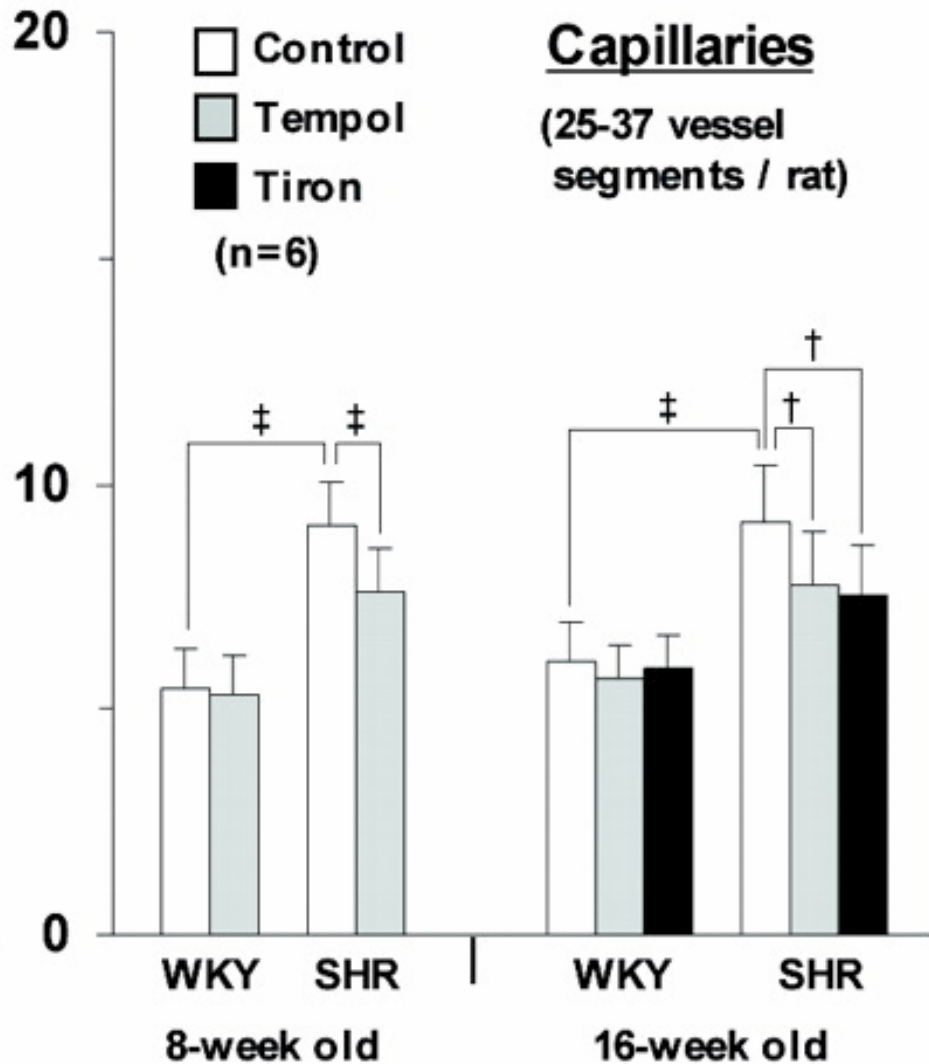 20
Control
Tempol
Tiron
(n=6)
Capillaries
(25-37 vessel
segments / rat)
†
‡ ‡ ‡ †
10
0
WKY SHR WKY SHR
8-week old 16-week old